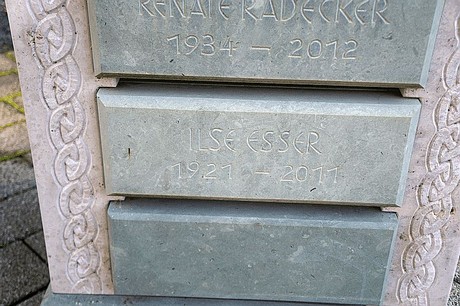 RENATE RADECKER
1934 – 2012
ILSE ESSER
1921 – 2011